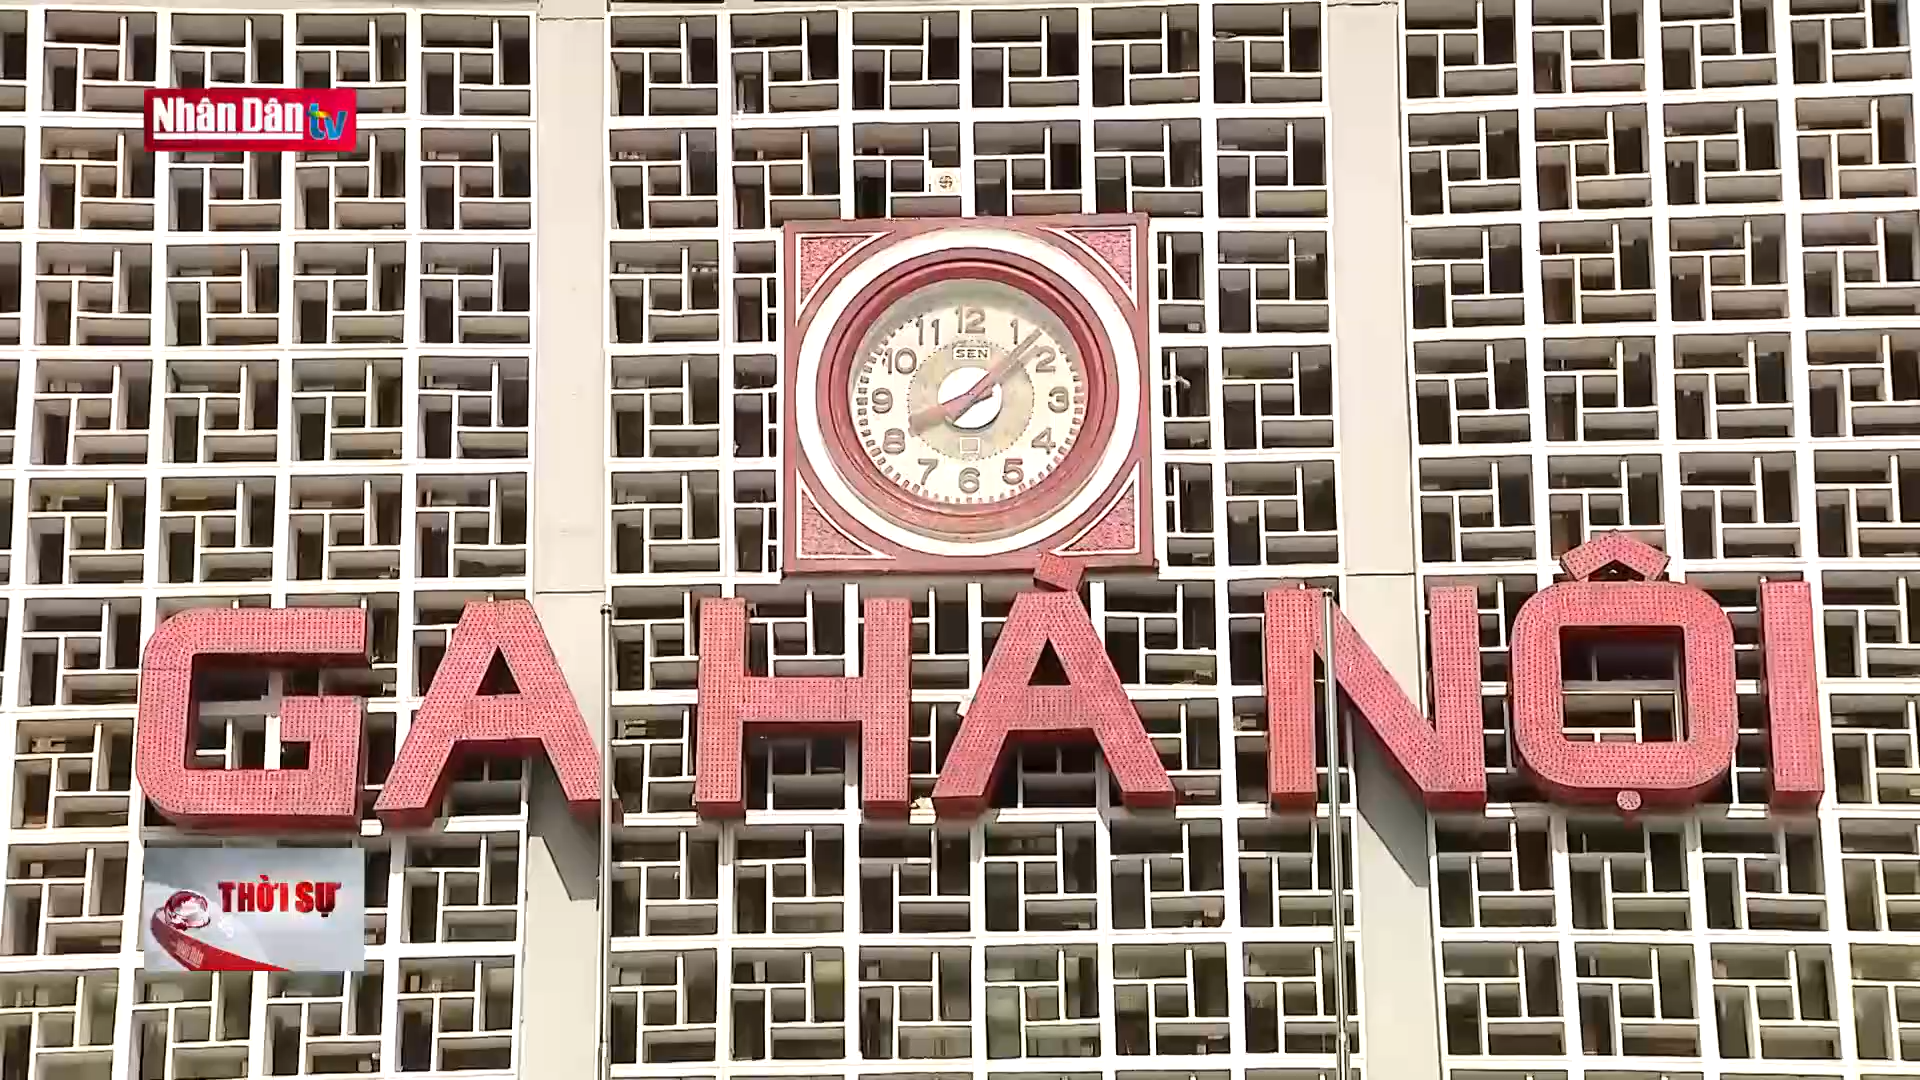 Nhân Dân tv
12
11 1
10 SEN 2
9 3
8 4
7 6 5
GA HÀ NỘI
THỜI SỰ